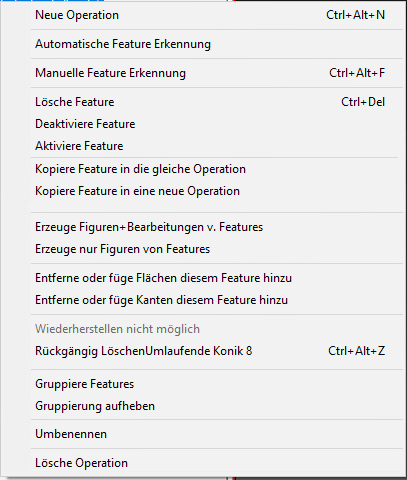 Neue Operation Ctrl+Alt+N
Automatische Feature Erkennung
Manuelle Feature Erkennung Ctrl+Alt+F
Lösche Feature Ctrl+Del
Deaktiviere Feature
Aktiviere Feature
Kopiere Feature in die gleiche Operation
Kopiere Feature in eine neue Operation
Erzeuge Figuren+Bearbeitungen v. Features
Erzeuge nur Figuren von Features
Entferne oder füge Flächen diesem Feature hinzu
Entferne oder füge Kanten diesem Feature hinzu
Wiederherstellen nicht möglich
Rückgängig LöschenUmlaufende Konik 8 Ctrl+Alt+Z
Gruppiere Features
Gruppierung aufheben
Umbenennen
Lösche Operation